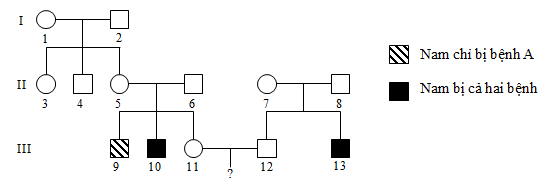 I
1 2
Nam chỉ bị bệnh A
II
3 4 5 6 7 8
Nam bị cả hai bệnh
III
9 10 11 ? 12 13